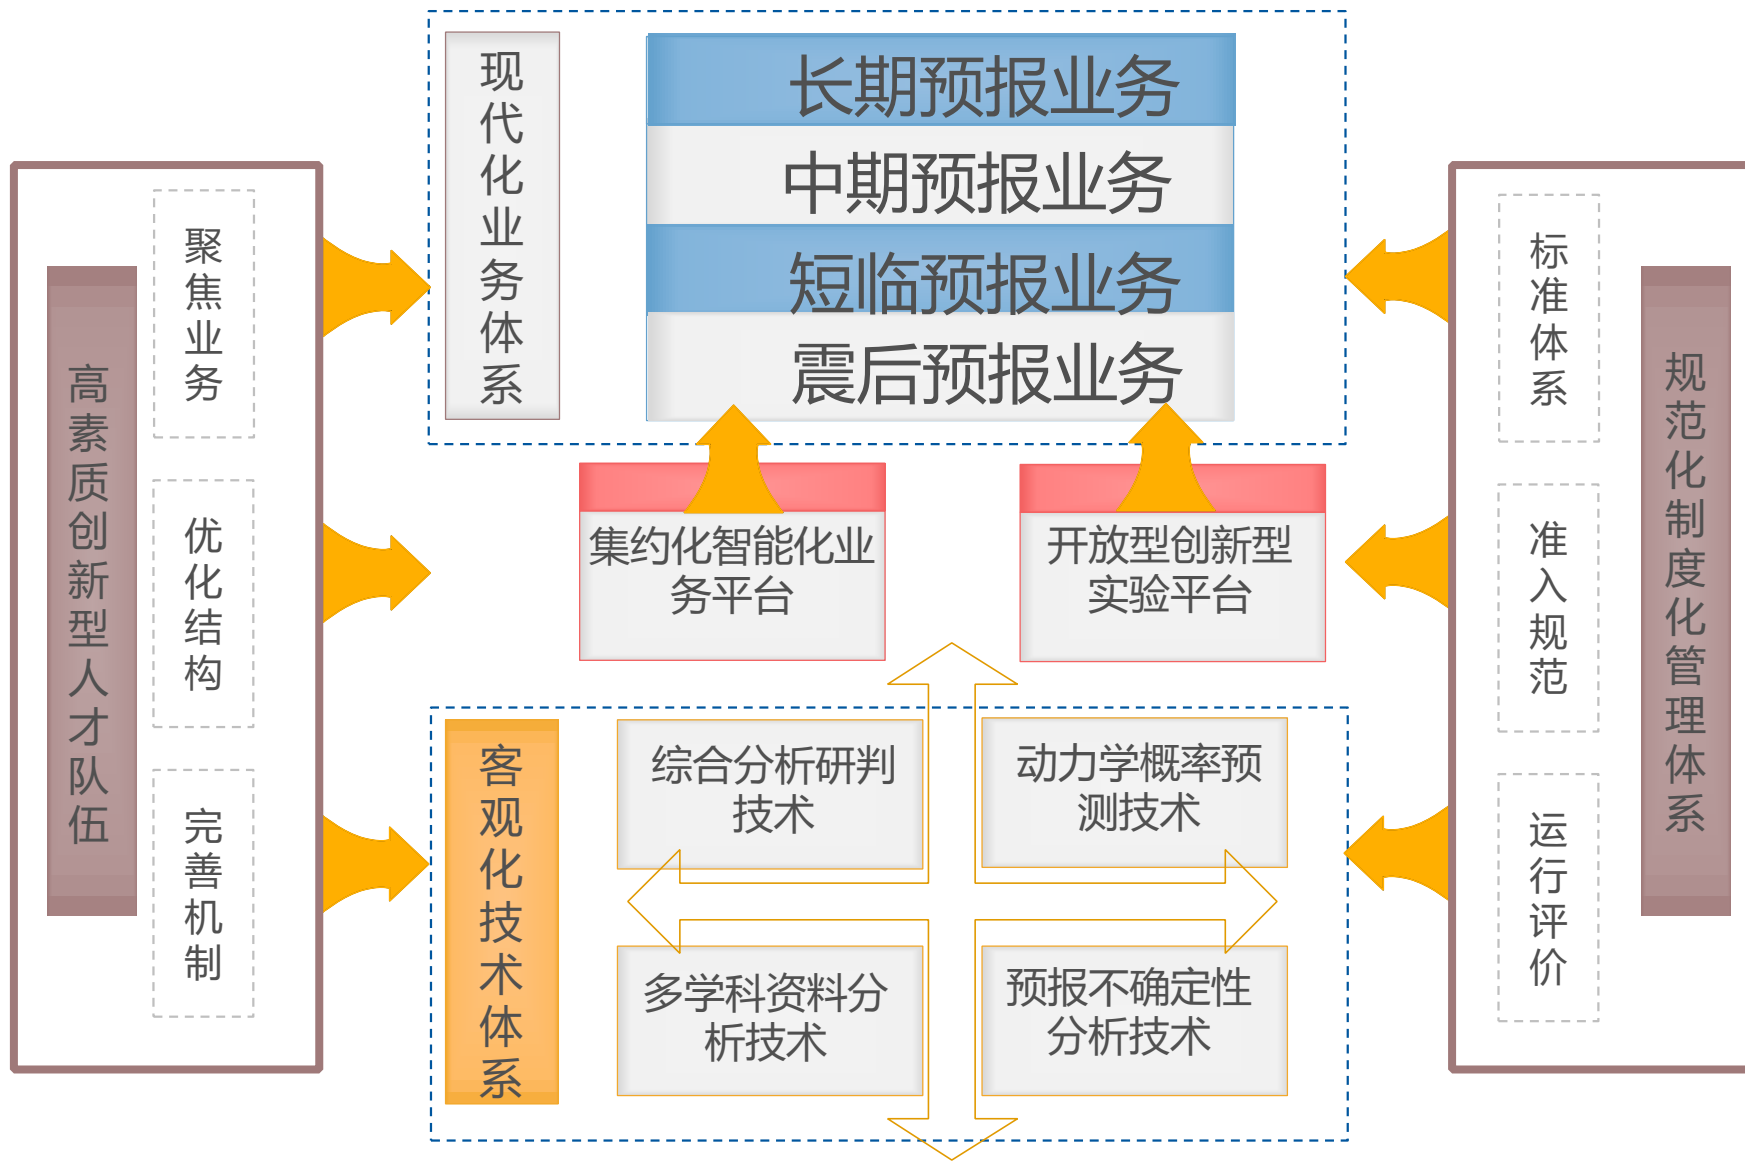 现代化业务体系
长期预报业务
中期预报业务
短临预报业务
震后预报业务
高素质创新型人才队伍
聚焦业务
优化结构
完善机制
集约化智能化业
务平台
开放型创新型
实验平台
客观化技术体系
综合分析研判
技术
动力学概率预
测技术
多学科资料分
析技术
预报不确定性
分析技术
标准体系
准入规范
运行评价
规范化制度化管理体系